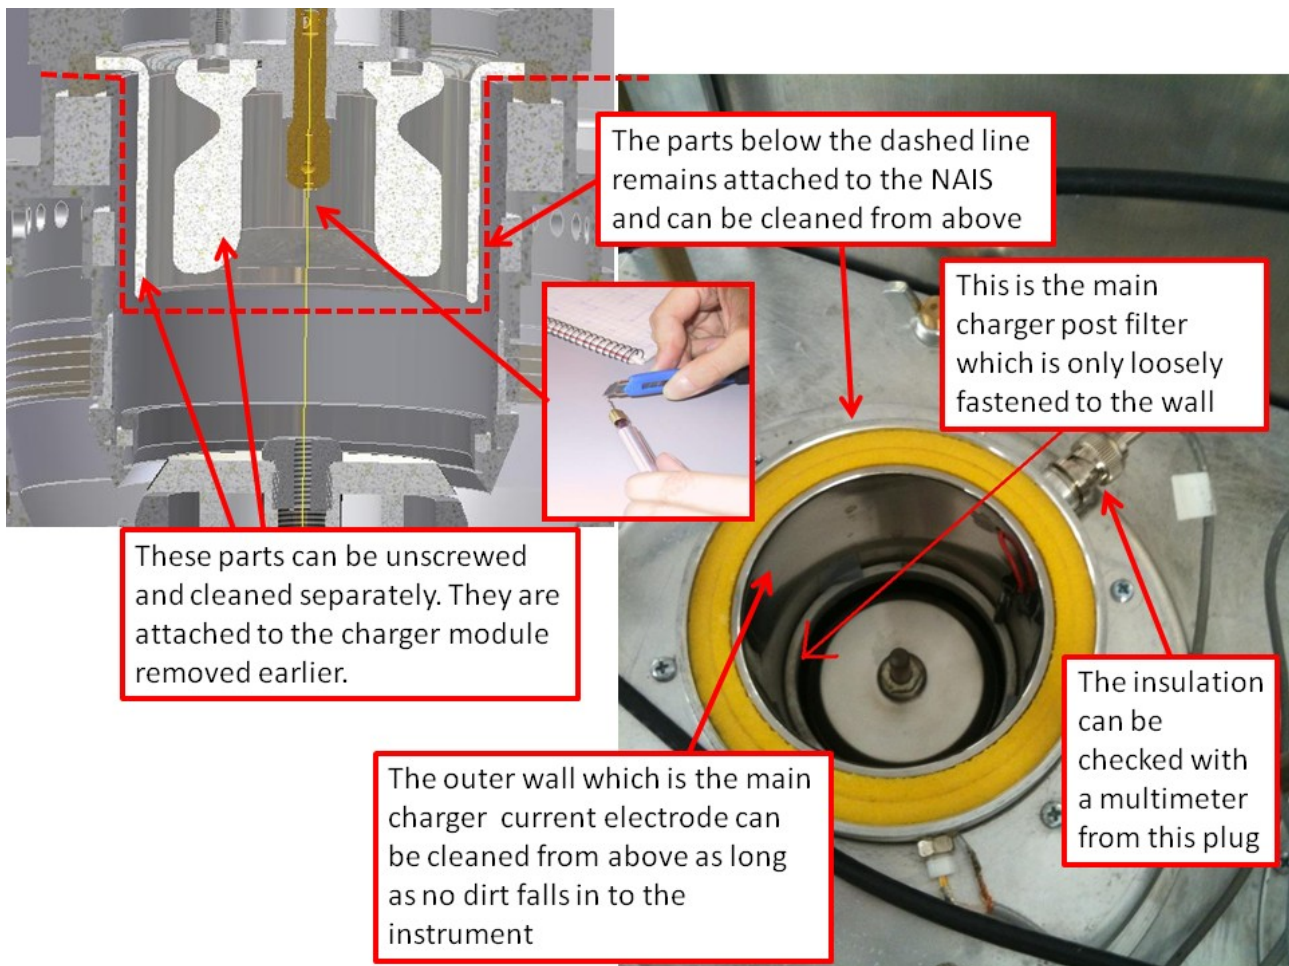 The parts below the dashed line
remains attached to the NAIS
and can be cleaned from above
This is the main
charger post filter
which is only loosely
fastened to the wall
These parts can be unscrewed
and cleaned separately. They are
attached to the charger module
removed earlier.
The insulation
can be
checked with
a multimeter
from this plug
The outer wall which is the main
charger current electrode can
be cleaned from above as long
as no dirt falls in to the
instrument